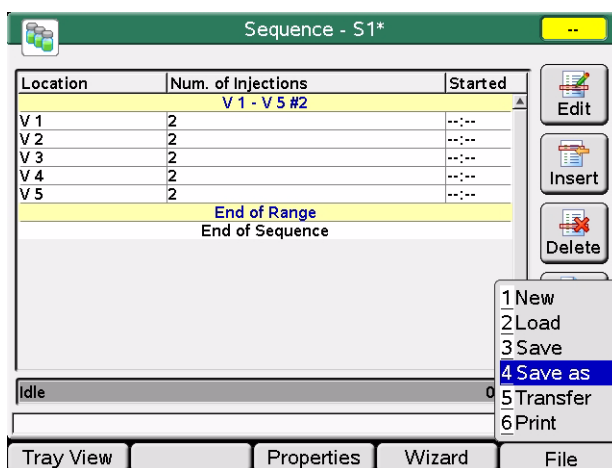 Sequence - S1*
--
Location Num. of Injections Started
V 1 - V 5 #2
V 1 2 --:--
V 2 2 --:--
V 3 2 --:--
V 4 2 --:--
V 5 2 --:--
End of Range
End of Sequence
Edit
Insert
Delete
1 New
2 Load
3 Save
4 Save as
5 Transfer
6 Print
Idle 0
Tray View Properties Wizard File